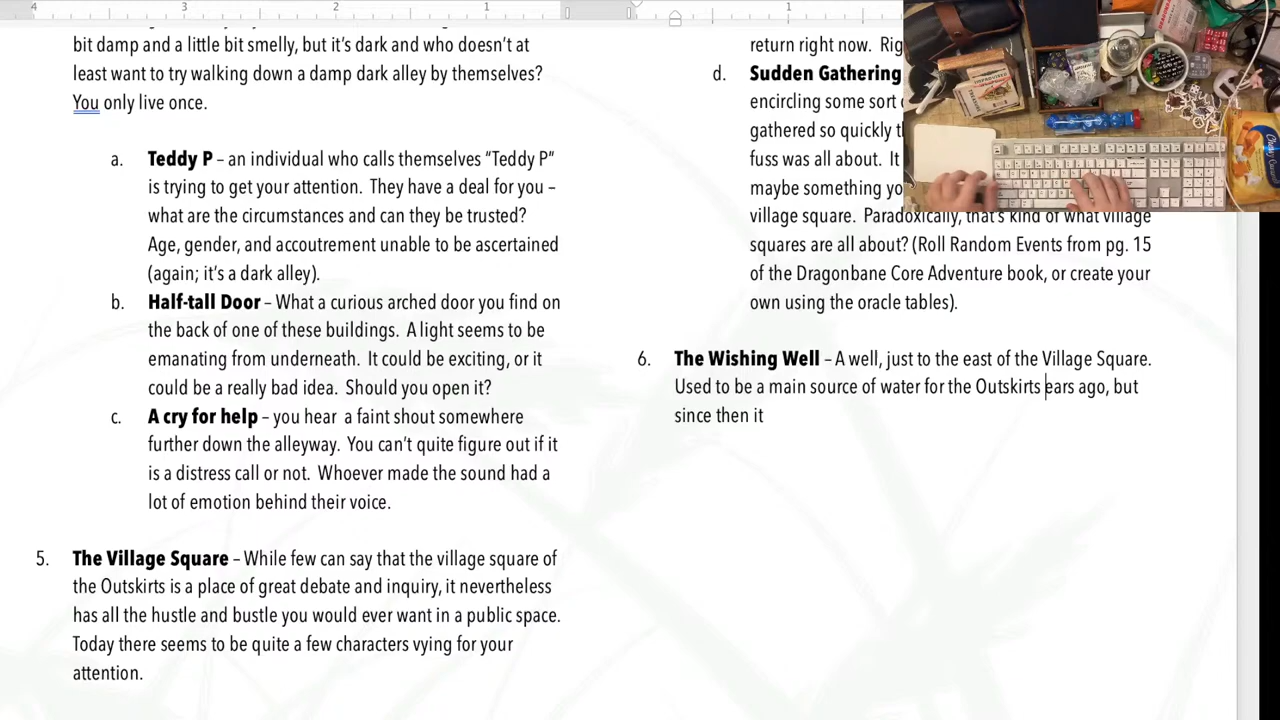 4 3 2 1 1
bit damp and a little bit smelly, but it's dark and who doesn't at
least want to try walking down a damp dark alley by themselves?
You only live once.
a. Teddy P – an individual who calls themselves “Teddy P”
is trying to get your attention. They have a deal for you –
what are the circumstances and can they be trusted?
Age, gender, and accoutrement unable to be ascertained
(again; it's a dark alley).
b. Half-tall Door – What a curious arched door you find on
the back of one of these buildings. A light seems to be
emanating from underneath. It could be exciting, or it
could be a really bad idea. Should you open it?
c. A cry for help – you hear a faint shout somewhere
further down the alleyway. You can't quite figure out if it
is a distress call or not. Whoever made the sound had a
lot of emotion behind their voice.
5. The Village Square – While few can say that the village square of
the Outskirts is a place of great debate and inquiry, it nevertheless
has all the hustle and bustle you would ever want in a public space.
Today there seems to be quite a few characters vying for your
attention.
return right now.
d. Sudden Gathering
encircling some sort
gathered so quickly
fuss was all about. It
maybe something
village square. Paradoxically, that's kind of what village
squares are all about? (Roll Random Events from pg. 15
of the Dragonbane Core Adventure book, or create your
own using the oracle tables).
6. The Wishing Well – A well, just to the east of the Village Square.
Used to be a main source of water for the Outskirts ears ago, but
since then it